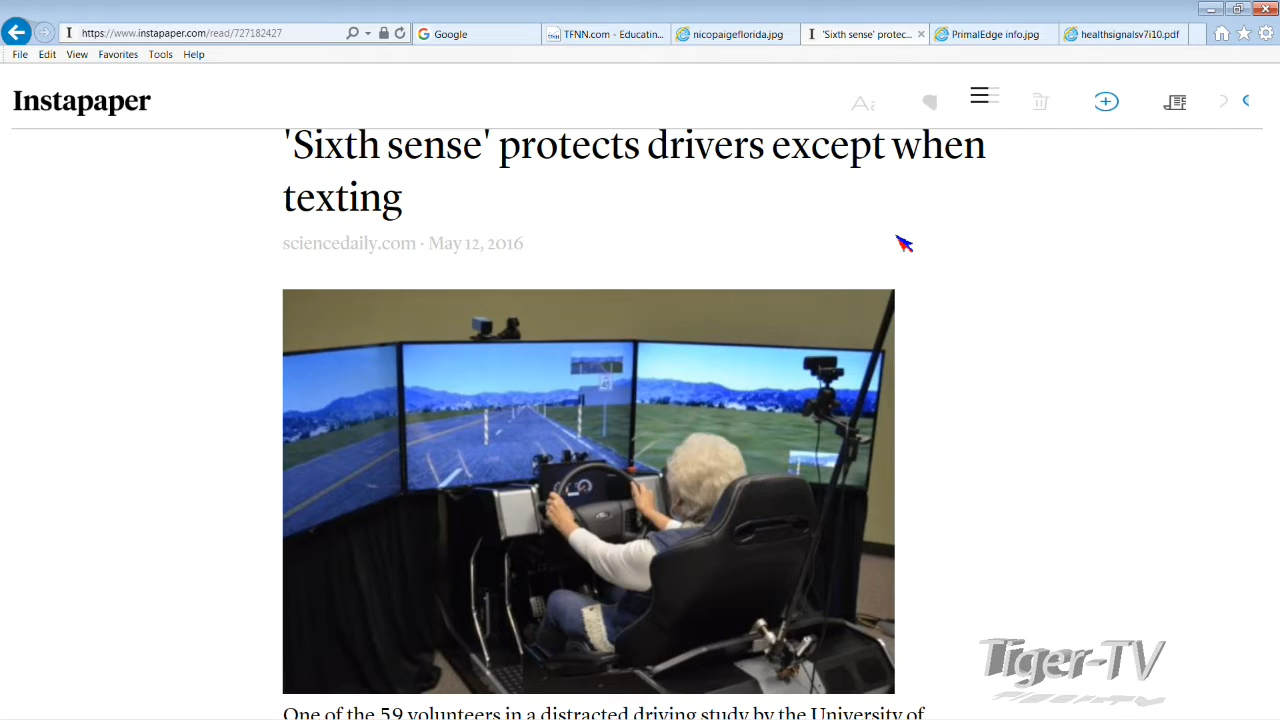 https://www.instapaper.com/read/727182427
Google
TFNN.com - Educatin...
nicopaigeflorida.jpg
'Sixth sense' protec...
PrimalEdge info.jpg
healthsignalsv7i10.pdf
File Edit View Favorites Tools Help
Instapaper
Aa
'Sixth sense' protects drivers except when
texting
sciencedaily.com · May 12, 2016
Tiger-TV
One of the 59 volunteers in a distracted driving study by the University of